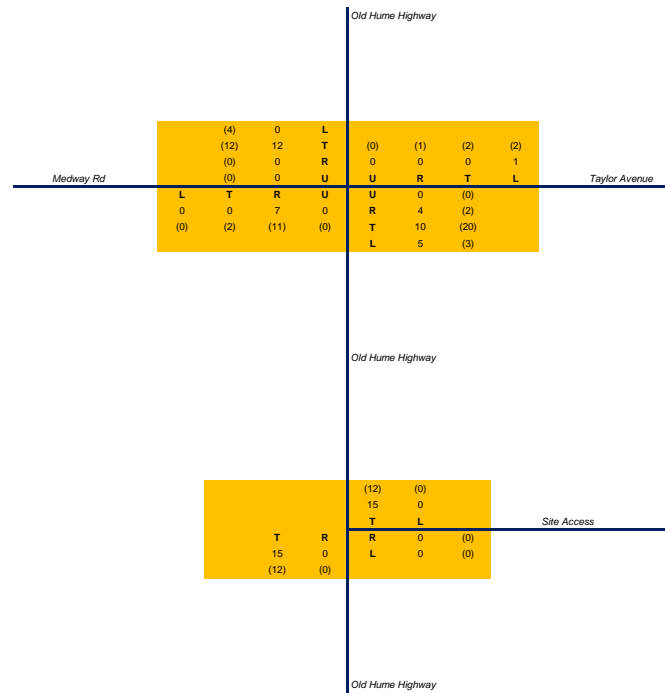 Old Hume Highway
(4) 0 L
(12) 12 T (0) (1) (2) (2)
(0) 0 R 0 0 0 1
(0) 0 U U R T L
Medway Rd Taylor Avenue
L T R U U 0 (0)
0 0 7 0 R 4 (2)
(0) (2) (11) (0) T 10 (20)
L 5 (3)
Old Hume Highway
(12) (0)
15 0
T L
Site Access
T R R 0 (0)
15 0 L 0 (0)
(12) (0)
Old Hume Highway